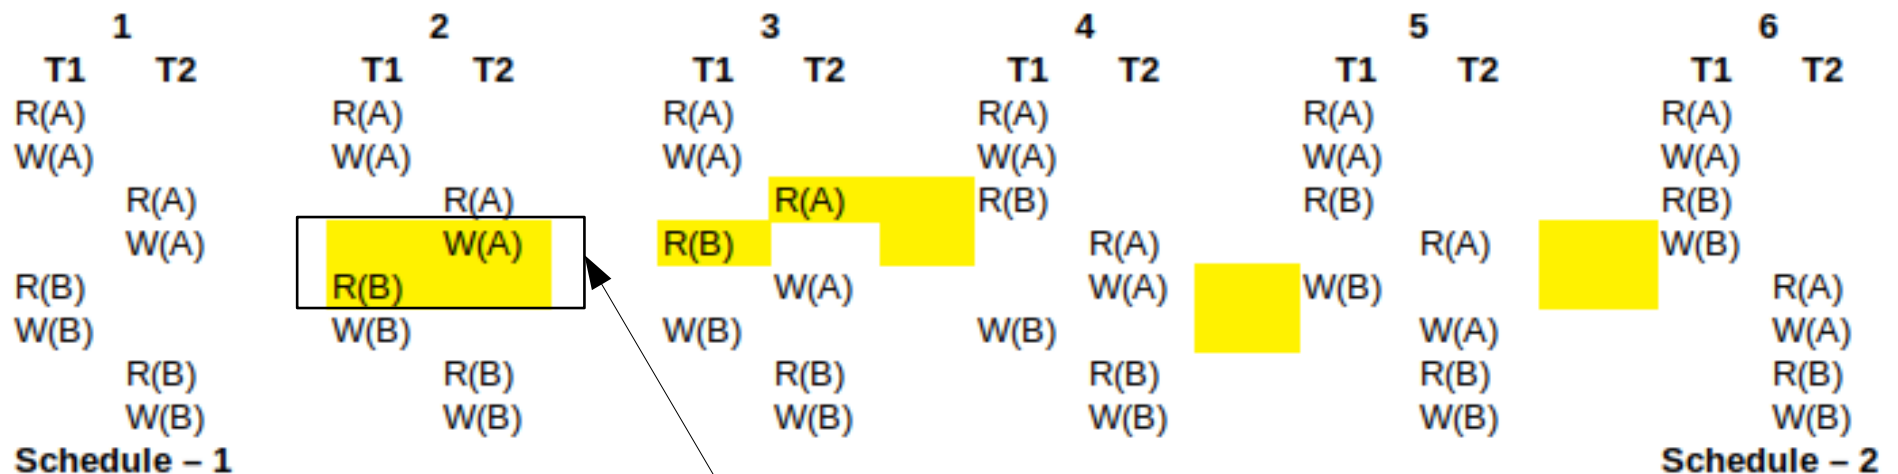 1 2 3 4 5 6
T1 T2 T1 T2 T1 T2 T1 T2 T1 T2 T1 T2
R(A) R(A) R(A) R(A) R(A) R(A)
W(A) W(A) W(A) W(A) W(A) W(A)
R(A) R(A) R(A) R(B) R(B) R(B)
W(A) W(A) R(B) R(A) R(A) W(B)
R(B) R(B) W(A) W(A) W(B) R(A)
W(B) W(B) W(B) W(B) W(A) W(A)
R(B) R(B) R(B) R(B) R(B) R(B)
W(B) W(B) W(B) W(B) W(B) W(B)
Schedule – 1 Schedule – 2